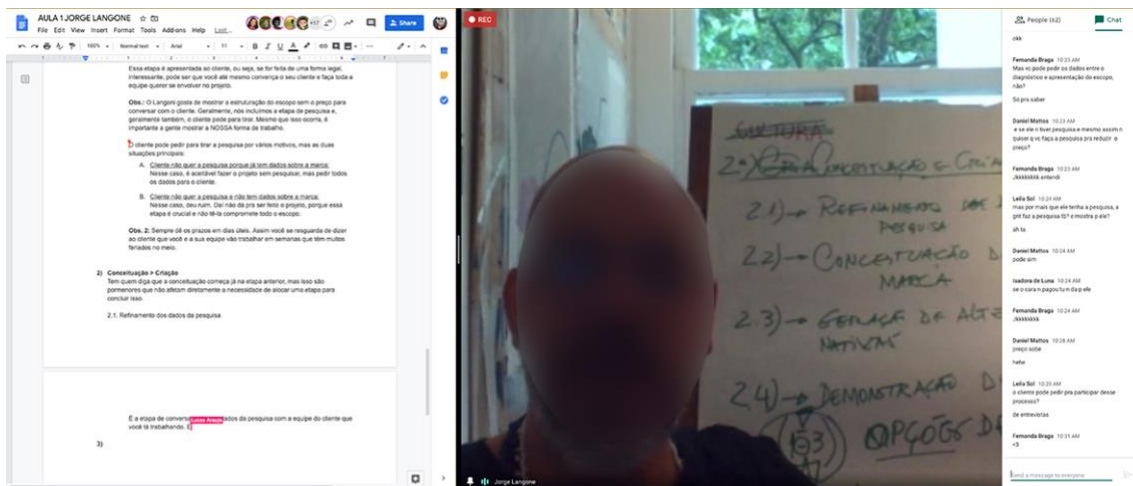 AULA 1 JORGE LANGONE
File Edit View Insert Format Tools Add-ons Help Last...
+17
Share
100% Normal text Arial 11 B I U A
Essa etapa é apresentada ao cliente, ou seja, se for feita de uma forma legal,
interessante, pode ser que você até mesmo convença o seu cliente e faça toda a
equipe querer se envolver no projeto.
Obs.: O Langoni gosta de mostrar a estruturação do escopo sem o preço para
conversar com o cliente. Geralmente, nós incluímos a etapa de pesquisa e,
geralmente também, o cliente pede para tirar. Mesmo que isso ocorra, é
importante a gente mostrar a NOSSA forma de trabalho.
O cliente pode pedir para tirar a pesquisa por vários motivos, mas as duas
situações principais:
A. Cliente não quer a pesquisa porque já tem dados sobre a marca:
Nesse caso, é aceitável fazer o projeto sem pesquisar, mas pedir todos
os dados para o cliente.
B. Cliente não quer a pesquisa e não tem dados sobre a marca:
Nesse caso, deu ruim. Daí não dá pra ser feito o projeto, porque essa
etapa é crucial e não tê-la compromete todo o escopo.
Obs. 2: Sempre dê os prazos em dias úteis. Assim você se resguarda de dizer
ao cliente que você e a sua equipe vão trabalhar em semanas que têm muitos
feriados no meio.
2) Conceituação > Criação
Tem quem diga que a conceituação começa já na etapa anterior, mas isso são
pormenores que não afetam diretamente a necessidade de alocar uma etapa para
concluir isso.
2.1. Refinamento dos dados da pesquisa
É a etapa de convers ados da pesquisa com a equipe do cliente que
você tá trabalhando. E
3)
REC
CULTURA
2ª) CONCEITUAÇÃO E CRIA
2.1) → REFINAMENTO DOS D
PESQUISA
2.2) → CONCEITUAÇÃO D
MARCA
2.3) → GERAÇÃO DE ALTE
NATIVAS
2.4) → DEMONSTRAÇÃO D
OPÇÕES DE
Jorge Langone
People (62) Chat
okk
Fernanda Braga 10:23 AM
Mas vc pode pedir os dados entre o
diagnóstico e apresentação do escopo,
não?
Só pra saber
Daniel Mattos 10:23 AM
e se ele n tiver pesquisa e mesmo assim n
quiser q vc faça a pesquisa pra reduzir o
preço?
Fernanda Braga 10:23 AM
entendi
Leila Sol 10:24 AM
mas por mais que ele tenha a pesquisa, a
gnt faz a pesquisa tb? e mostra p ele?
ah ta
Daniel Mattos 10:24 AM
pode sim
Isadora de Luna 10:24 AM
se o cara n pagou tu n da p ele
Fernanda Braga 10:24 AM
Daniel Mattos 10:28 AM
preço sobe
hehe
Leila Sol 10:29 AM
o cliente pode pedir pra participar desse
processo?
de entrevistas
Fernanda Braga 10:31 AM
<3
Send a message to everyone